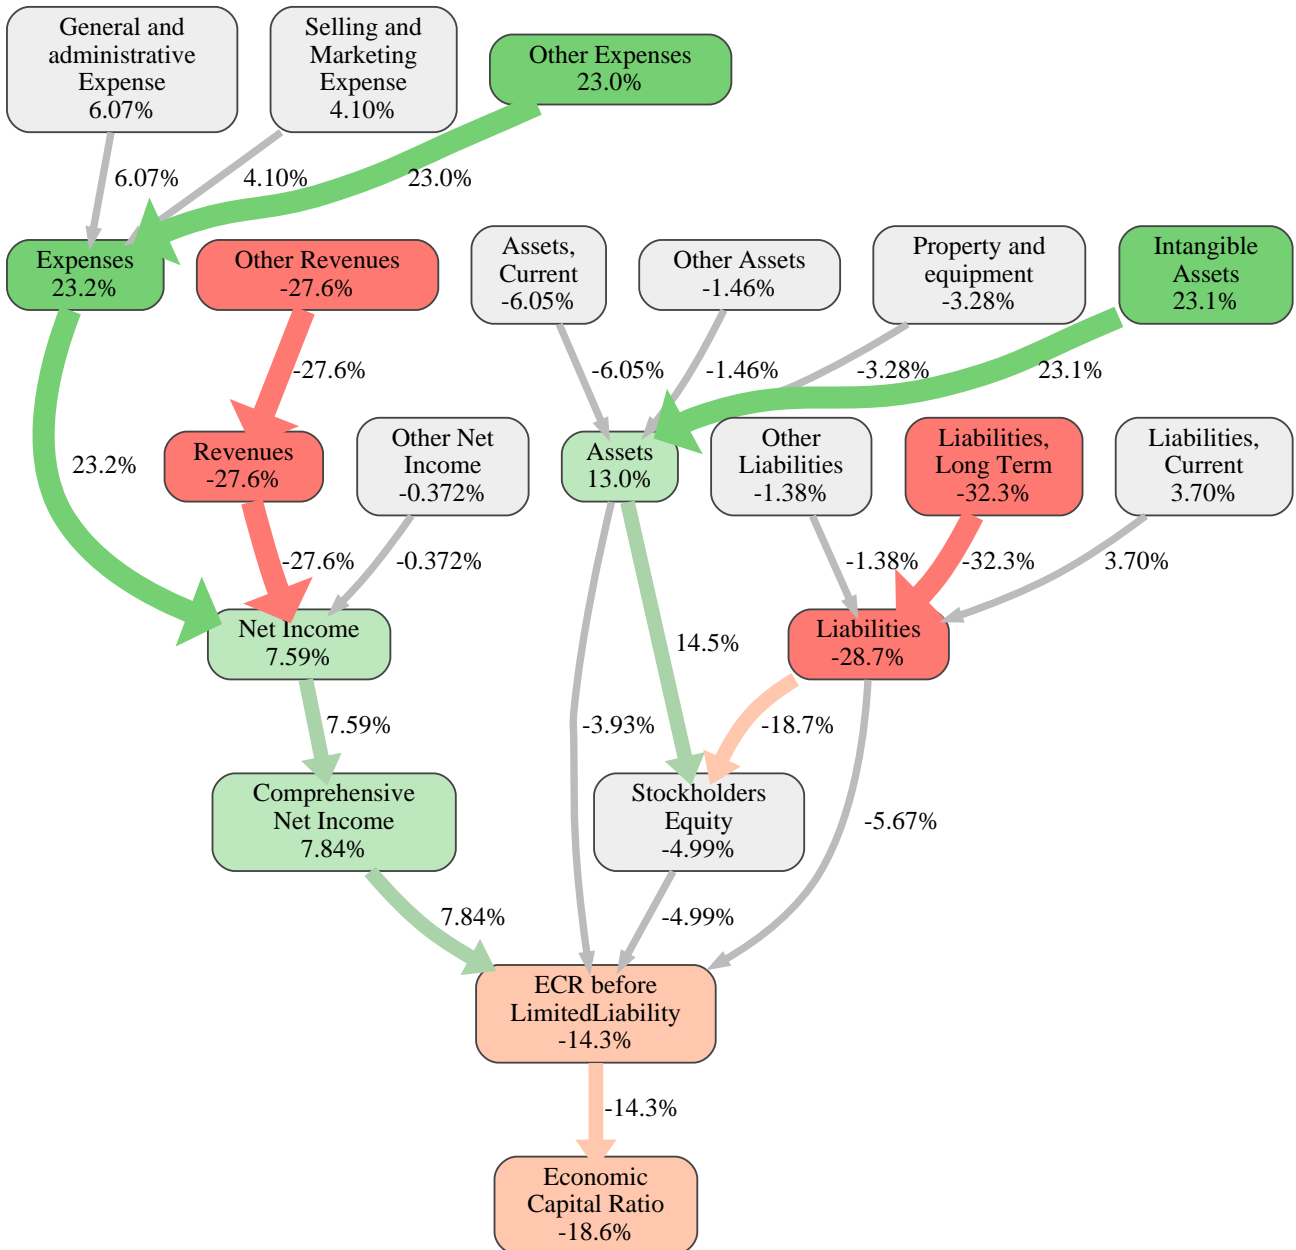 General and
administrative
Expense
6.07%
Selling and
Marketing
Expense
4.10%
Other Expenses
23.0%
6.07%
4.10%
23.0%
Expenses
23.2%
Other Revenues
-27.6%
Assets,
Current
-6.05%
Other Assets
-1.46%
Property and
equipment
-3.28%
Intangible
Assets
23.1%
-27.6%
-6.05%
-1.46%
-3.28%
23.1%
Revenues
-27.6%
Other Net
Income
-0.372%
Assets
13.0%
Other
Liabilities
-1.38%
Liabilities,
Long Term
-32.3%
Liabilities,
Current
3.70%
23.2%
-27.6%
-0.372%
-1.38%
-32.3%
3.70%
Net Income
7.59%
14.5%
Liabilities
-28.7%
7.59%
-3.93%
-18.7%
Comprehensive
Net Income
7.84%
Stockholders
Equity
-4.99%
-5.67%
7.84%
-4.99%
ECR before
LimitedLiability
-14.3%
-14.3%
Economic
Capital Ratio
-18.6%